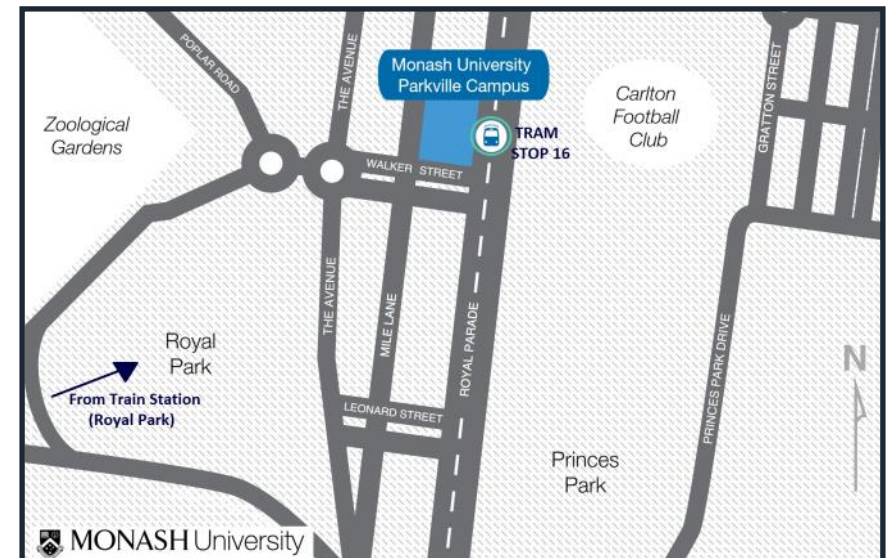 POPLAR ROAD
THE AVENUE
Monash University
Parkville Campus
Zoological
Gardens
TRAM
STOP 16
Carlton
Football
Club
GRATTON STREET
WALKER STREET
THE AVENUE
MILE LANE
ROYAL PARADE
PRINCES PARK DRIVE
Royal
Park
From Train Station
(Royal Park)
LEONARD STREET
N
Princes
Park
MONASH University